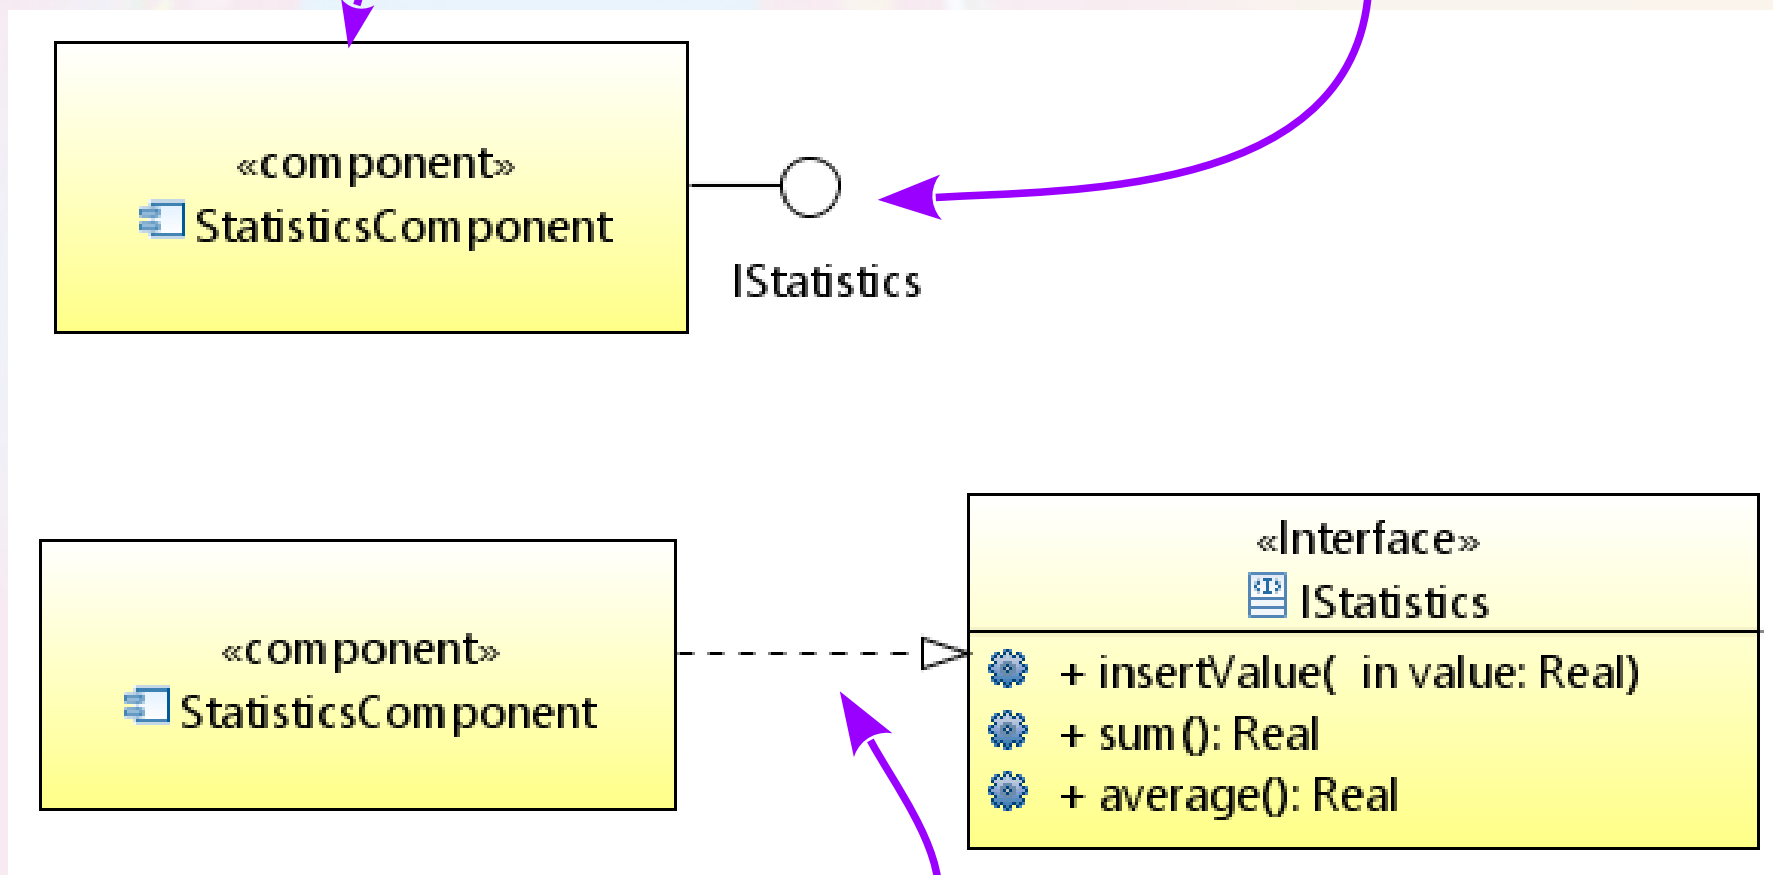 «component»
StatisticsComponent
IStatistics
«Interface»
IStatistics
«component»
StatisticsComponent
+ insertValue( in value: Real)
+ sum(): Real
+ average(): Real